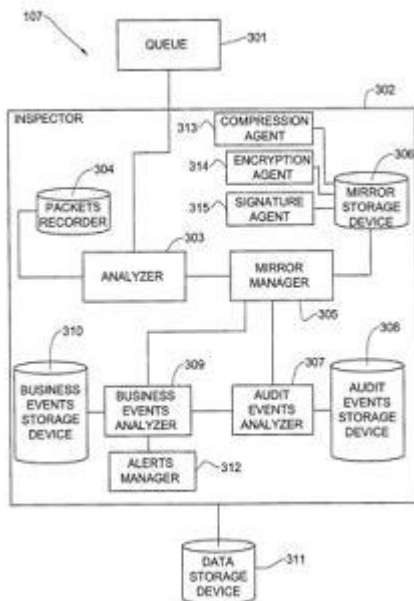 107
QUEUE
301
302
INSPECTOR
313
COMPRESSION
AGENT
304
314
ENCRYPTION
AGENT
306
PACKETS
RECORDER
315
SIGNATURE
AGENT
MIRROR
STORAGE
DEVICE
303
ANALYZER
MIRROR
MANAGER
305
310
309
307
308
BUSINESS
EVENTS
STORAGE
DEVICE
BUSINESS
EVENTS
ANALYZER
AUDIT
EVENTS
ANALYZER
AUDIT
EVENTS
STORAGE
DEVICE
ALERTS
MANAGER
312
DATA
STORAGE
DEVICE
311